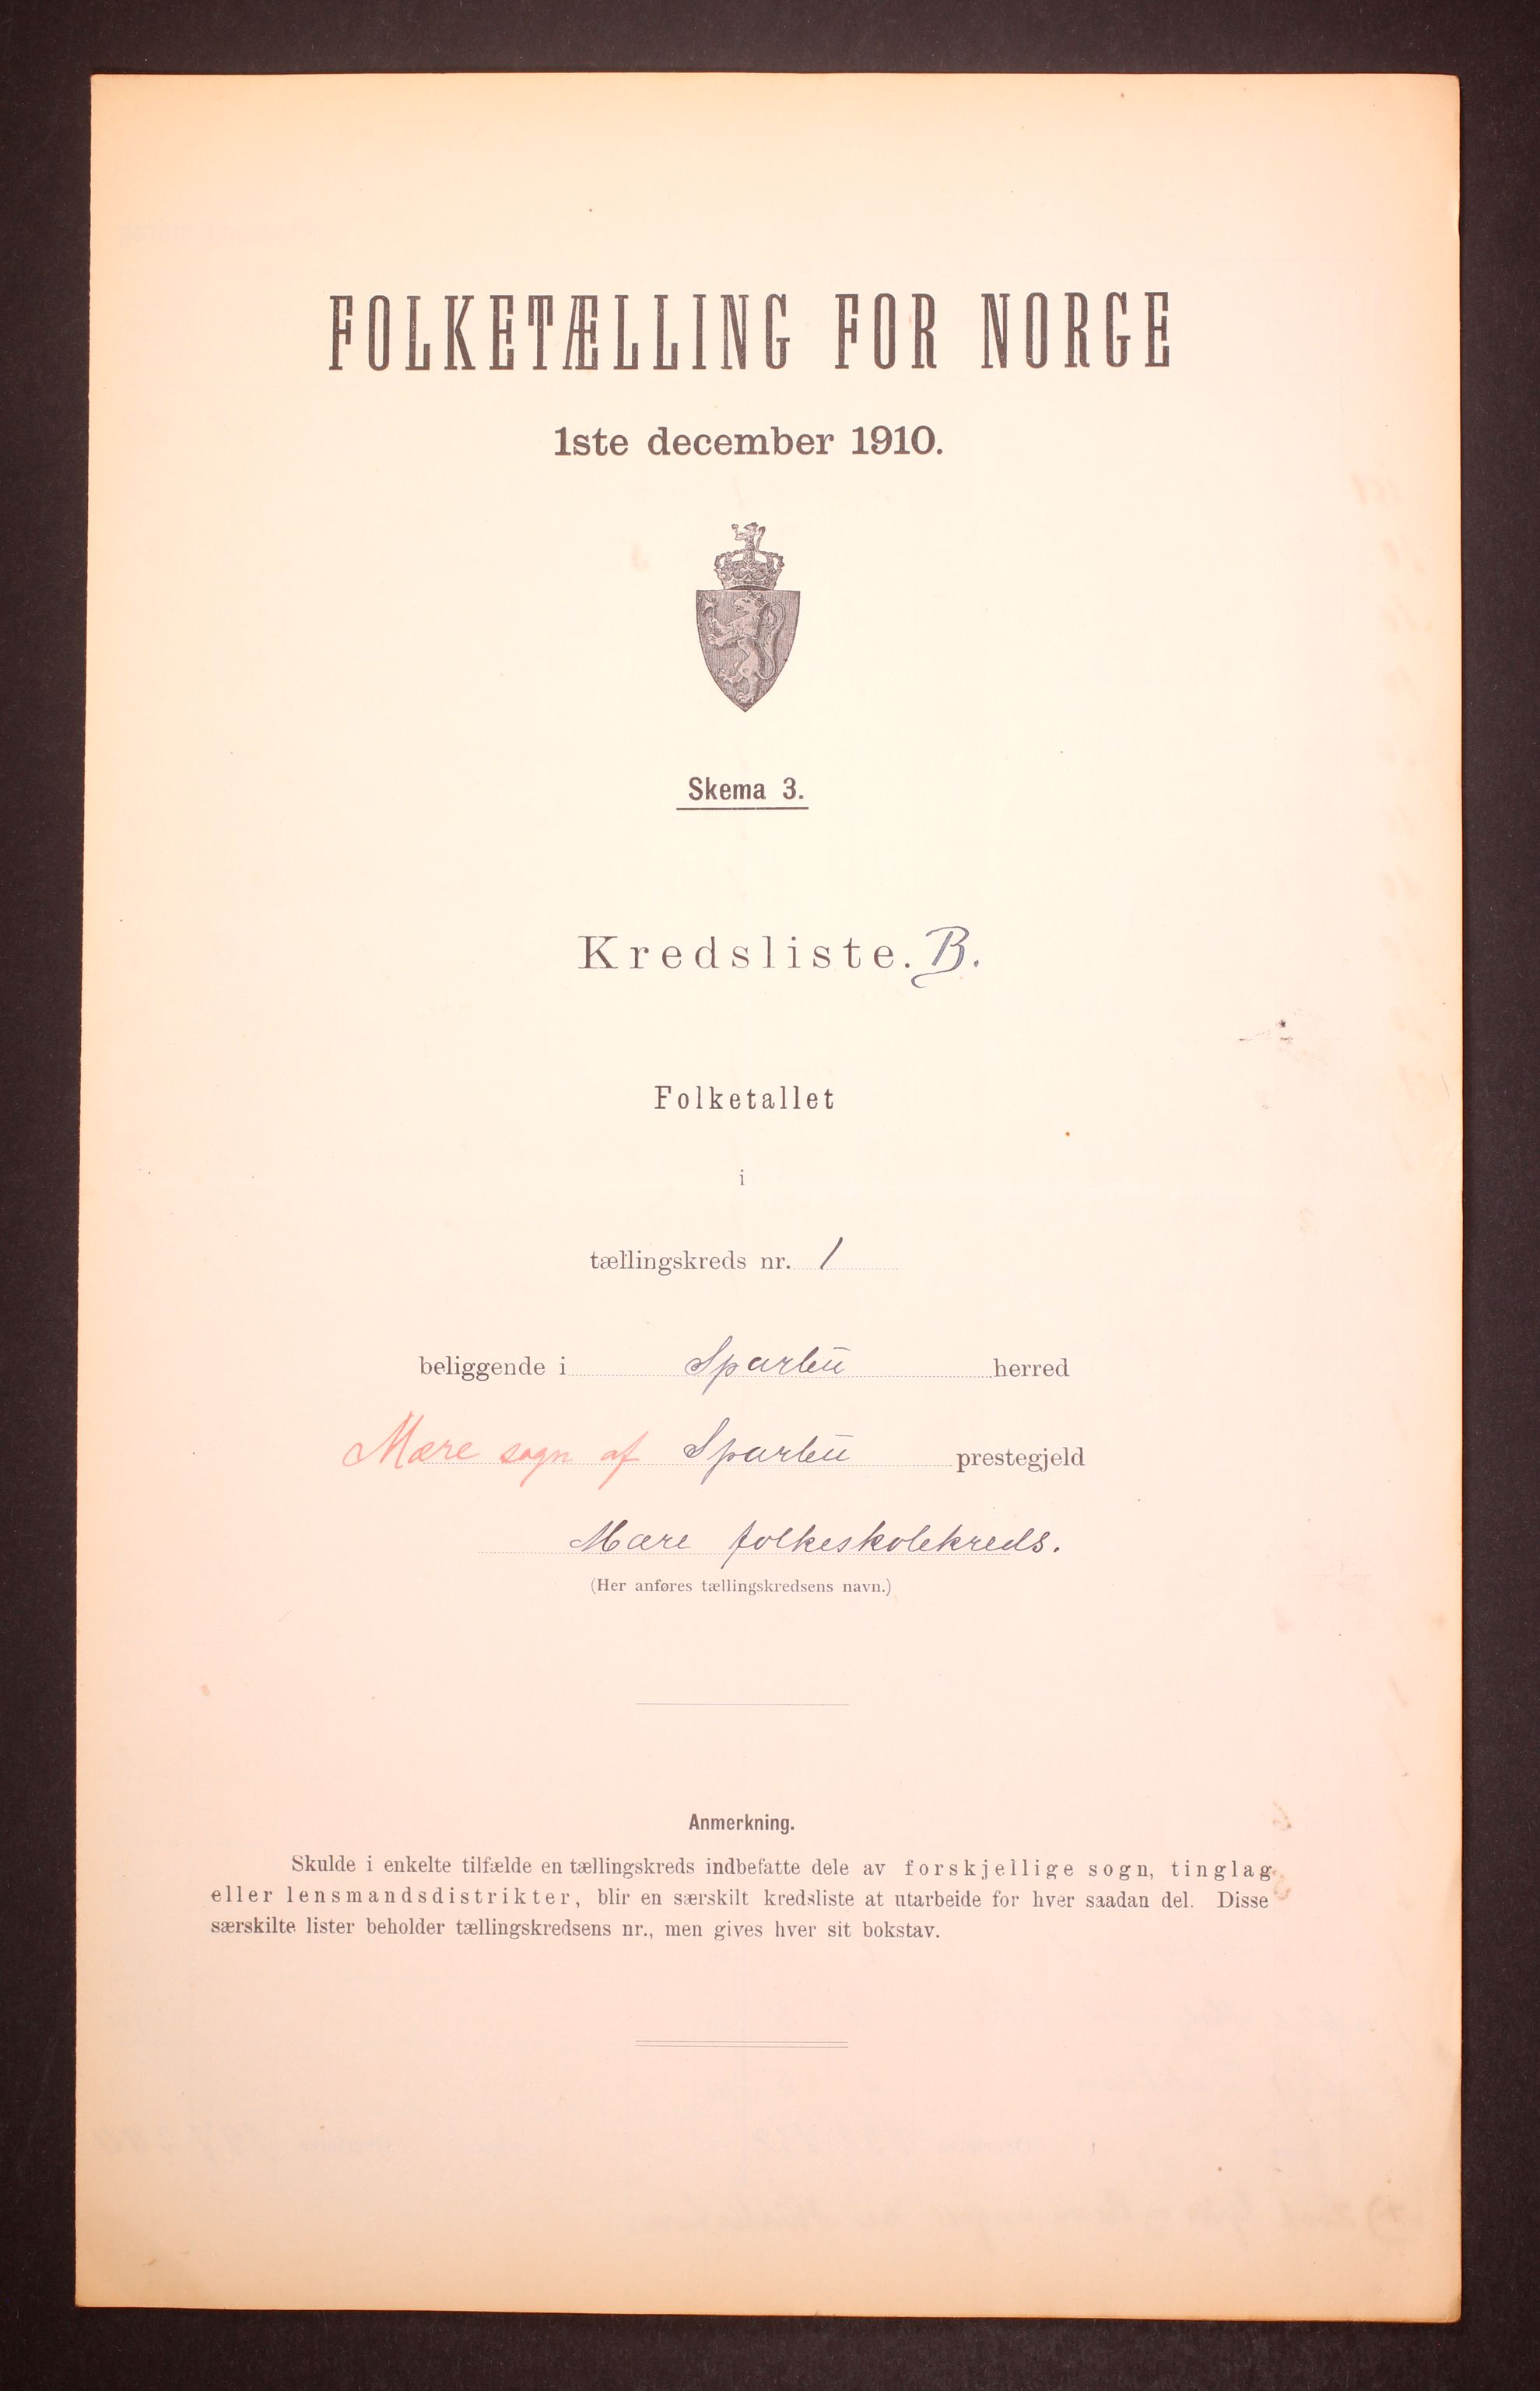 FOLKETÆLLING FOR NORGE
1ste december 1910.
Skema 3.
Kredsliste. B.
Folketallet
i
tællingskreds nr. 1
beliggende i Sparbu herred
Mære sogn af Sparbu prestegjeld
Mære folkeskolekreds.
(Her anføres tællingskredsens navn.)
Anmerkning.
Skulde i enkelte tilfælde en tællingskreds indbefatte dele av forskjellige sogn, tinglag
eller lensmandsdistrikter, blir en særskilt kredsliste at utarbeide for hver saadan del. Disse
særskilte lister beholder tællingskredsens nr., men gives hver sit bokstav.